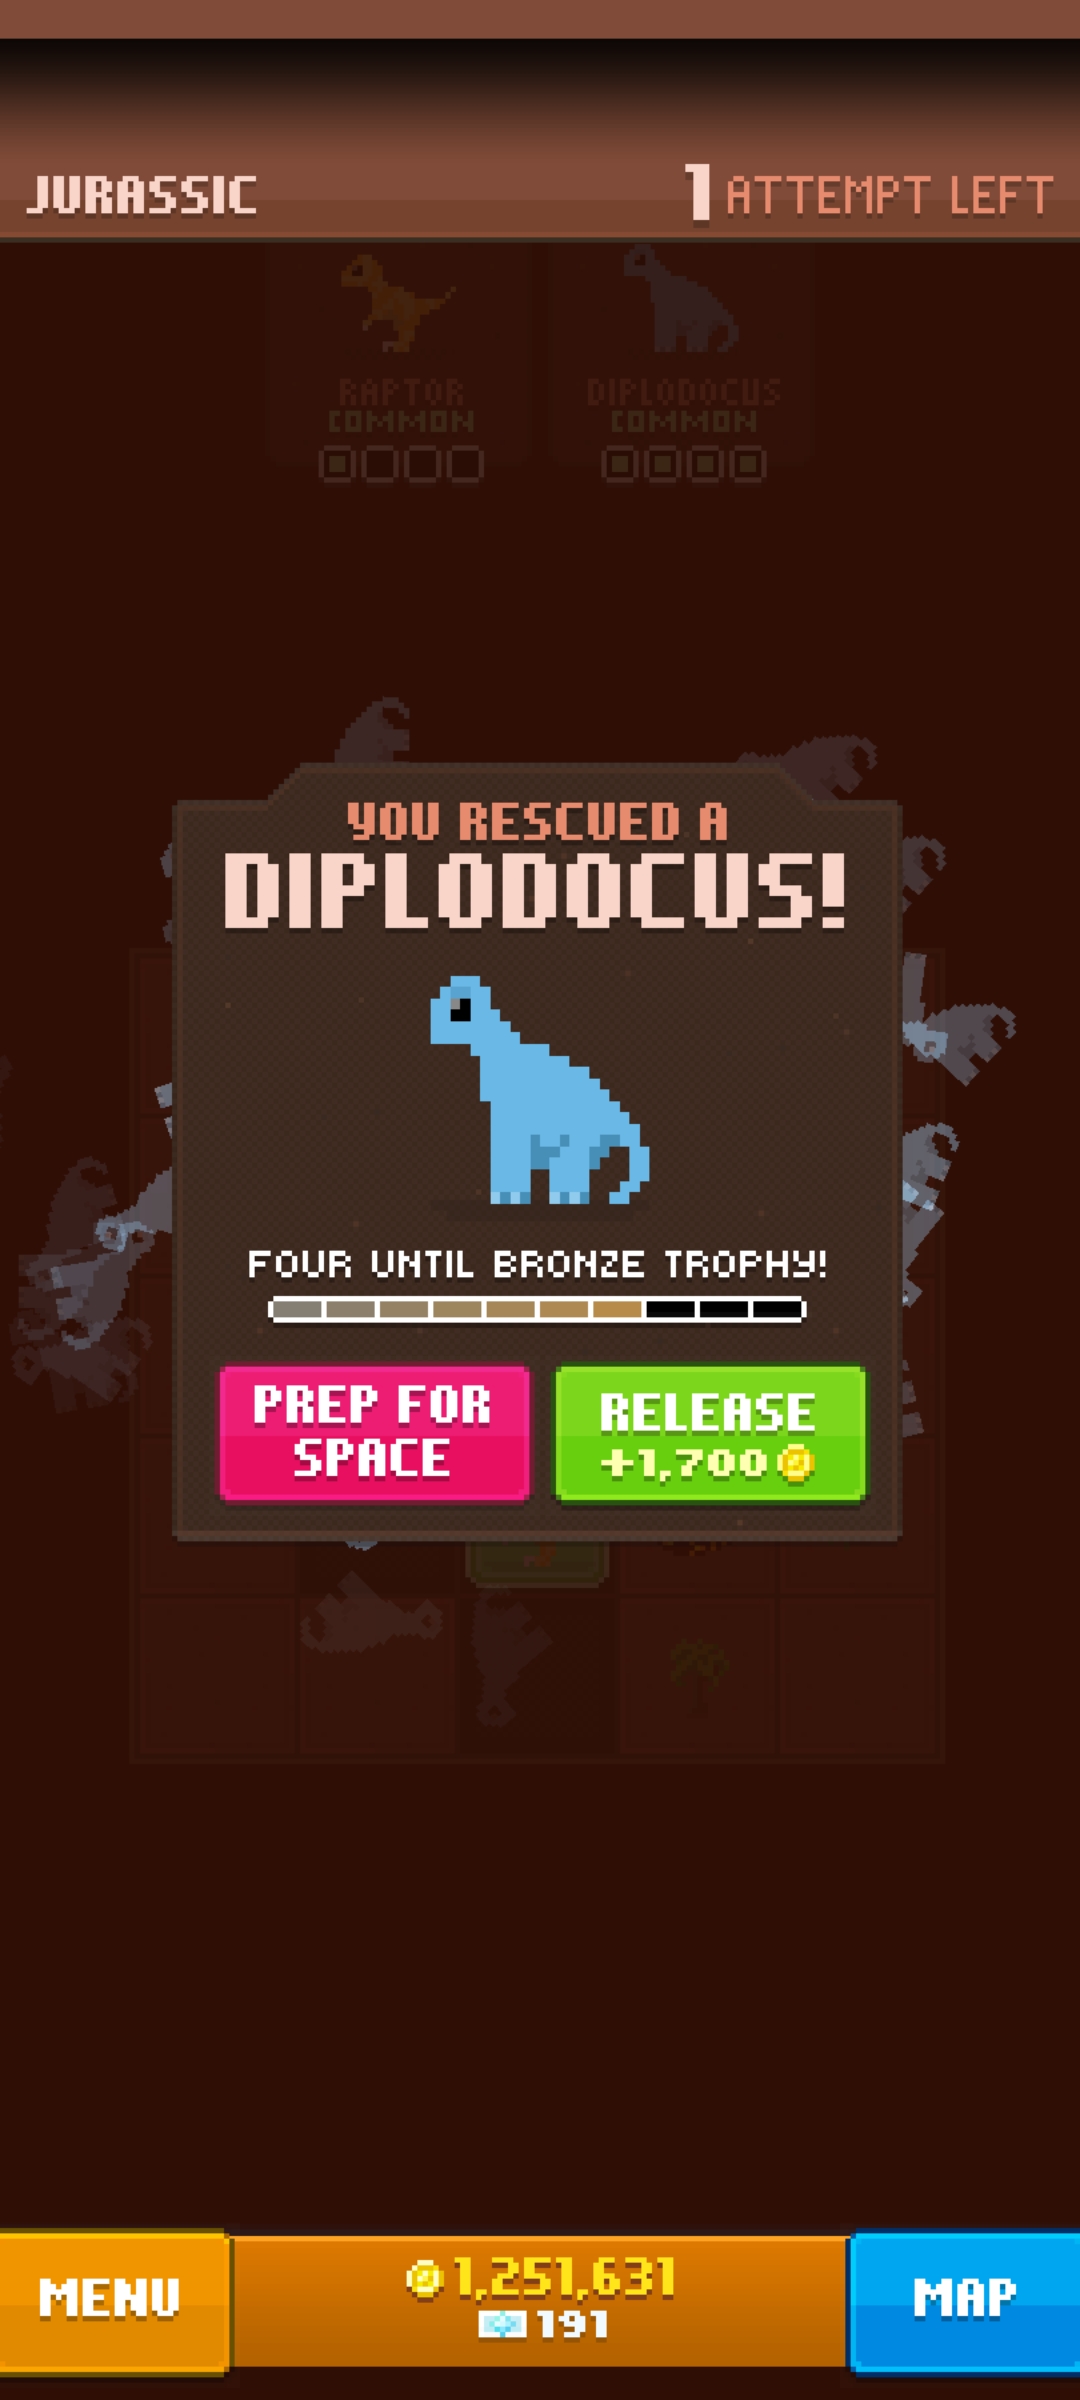 JURASSIC
1 ATTEMPT LEFT
RAPTOR
COMMON
DIPLODOCUS
COMMON
YOU RESCUED A
DIPLODOCUS!
FOUR UNTIL BRONZE TROPHY!
PREP FOR
SPACE
RELEASE
+1,700
MENU
1,251,631
191
MAP